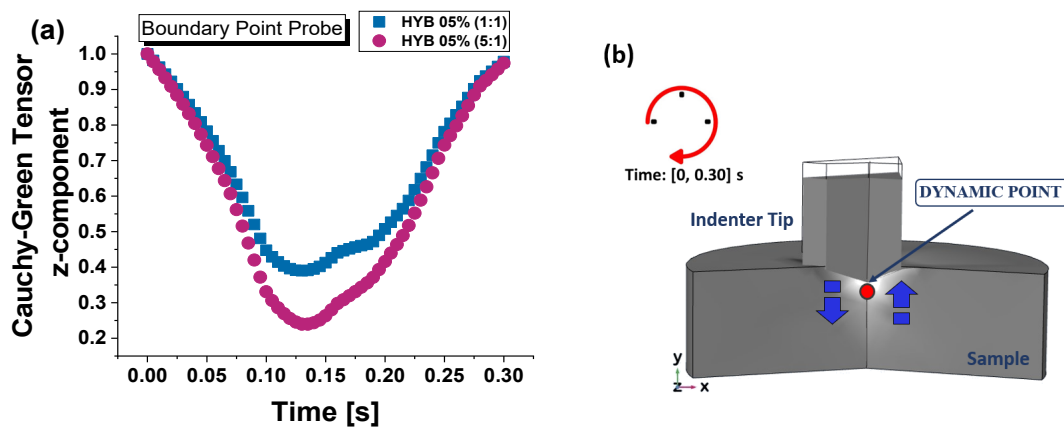 (a)
Boundary Point Probe
HYB 05% (1:1)
HYB 05% (5:1)
Cauchy-Green Tensor
z-component
1.0
0.9
0.8
0.7
0.6
0.5
0.4
0.3
0.2
0.00
0.05
0.10
0.15
0.20
0.25
0.30
Time [s]
(b)
Time: [0, 0.30] s
DYNAMIC POINT
Indenter Tip
Sample
y
z
x